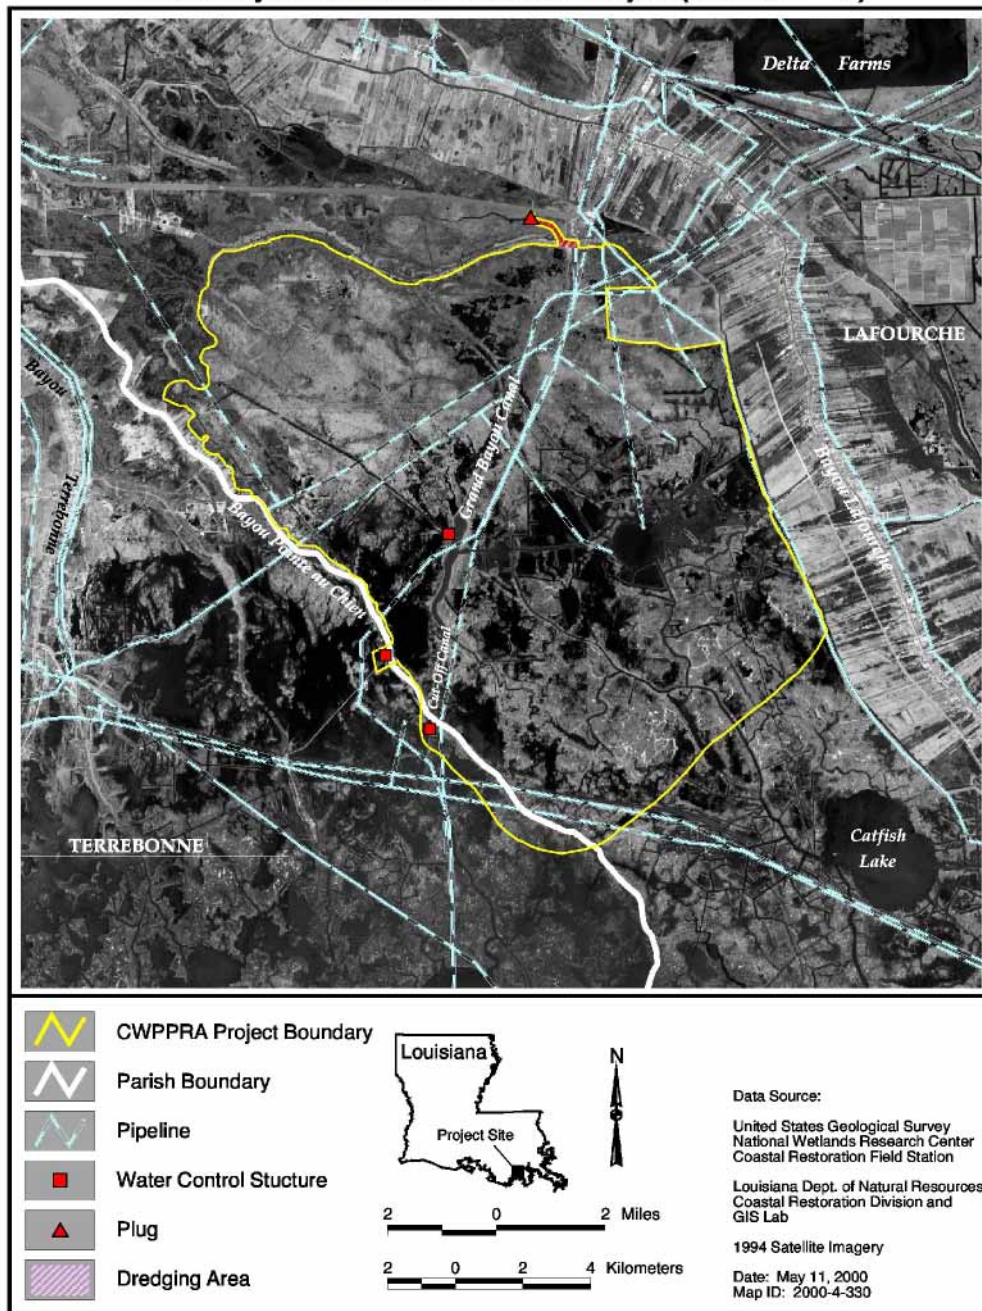 Delta Farms
LAFOURCHE
Bayou
Terrebonne
Grand Bayou Canal
Bayou Lafourche
Bayou Pointe au Chien
Cut-Off Canal
TERREBONNE
Catfish
Lake
CWPPRA Project Boundary
Parish Boundary
Pipeline
Water Control Stucture
Plug
Dredging Area
Louisiana
Project Site
N
2 0 2 Miles
2 0 2 4 Kilometers
Data Source:
United States Geological Survey
National Wetlands Research Center
Coastal Restoration Field Station
Louisiana Dept. of Natural Resources
Coastal Restoration Division and
GIS Lab
1994 Satellite Imagery
Date: May 11, 2000
Map ID: 2000-4-330